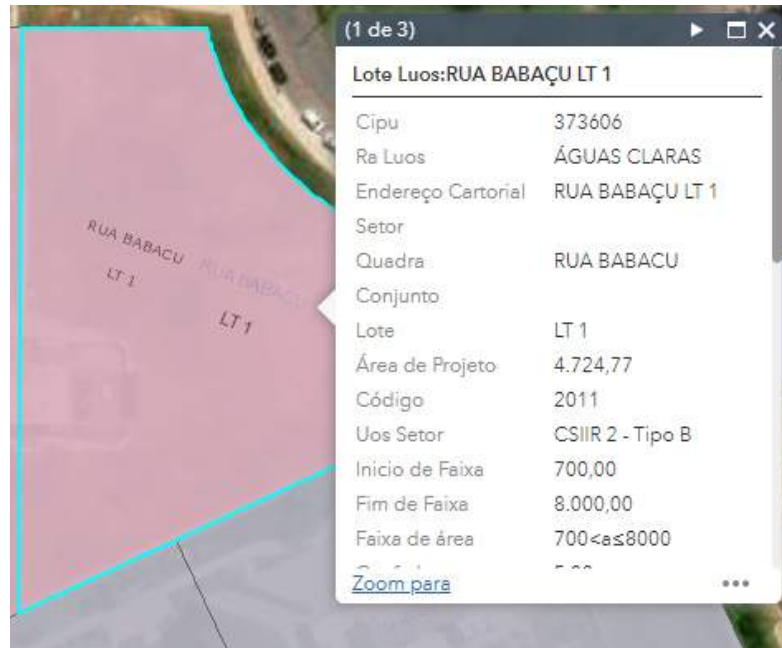 (1 de 3)
Lote Luos:RUA BABAÇU LT 1
Cipu 373606
Ra Luos ÁGUAS CLARAS
Endereço Cartorial RUA BABAÇU LT 1
Setor
Quadra RUA BABACU
Conjunto
Lote LT 1
Área de Projeto 4.724,77
Código 2011
Uos Setor CSIIR 2 - Tipo B
Inicio de Faixa 700,00
Fim de Faixa 8.000,00
Faixa de área 700<a≤8000
Zoom para
RUA BABACU
LT 1
RUA BABACU
LT 1